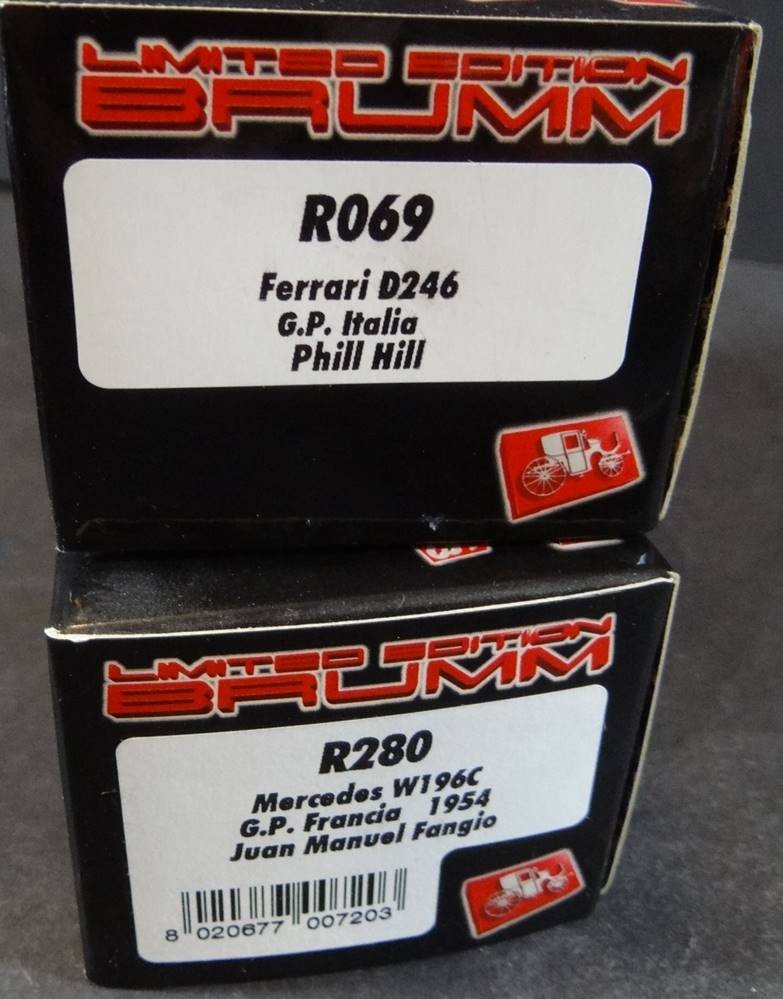 LIMITED EDITION
BRUMM
R069
Ferrari D246
G.P. Italia
Phill Hill
LIMITED EDITION
BRUMM
R280
Mercedes W196C
G.P. Francia 1954
Juan Manuel Fangio
8 020677 007203